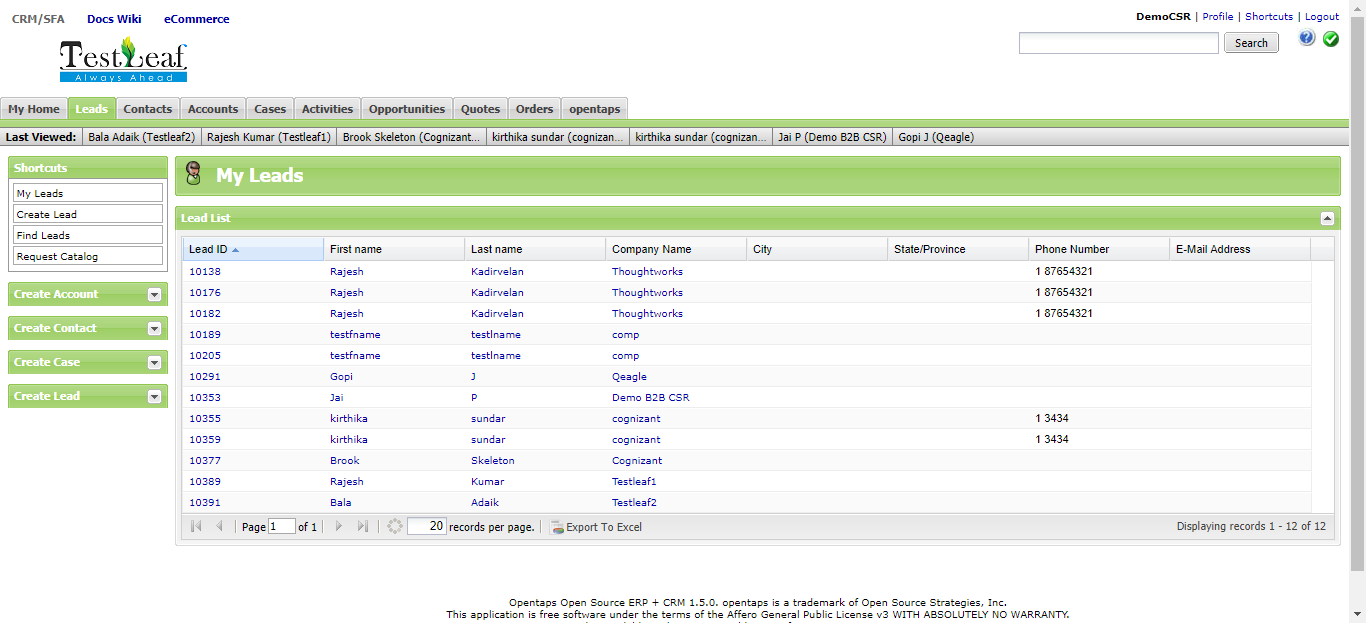 CRM/SFA Docs Wiki eCommerce
DemoCSR | Profile | Shortcuts | Logout
Search
TestLeaf
Always Ahead
My Home Leads Contacts Accounts Cases Activities Opportunities Quotes Orders opentaps
Last Viewed: Bala Adaik (Testleaf2) Rajesh Kumar (Testleaf1) Brook Skeleton (Cognizant... kirthika sundar (cognizan... kirthika sundar (cognizan... Jai P (Demo B2B CSR) Gopi J (Qeagle)
Shortcuts
My Leads
Create Lead
Find Leads
Request Catalog
Create Account
Create Contact
Create Case
Create Lead
My Leads
Lead List
Lead ID First name Last name Company Name City State/Province Phone Number E-Mail Address
10138 Rajesh Kadirvelan Thoughtworks 1 87654321
10176 Rajesh Kadirvelan Thoughtworks 1 87654321
10182 Rajesh Kadirvelan Thoughtworks 1 87654321
10189 testfname testlname comp
10205 testfname testlname comp
10291 Gopi J Qeagle
10353 Jai P Demo B2B CSR
10355 kirthika sundar cognizant 1 3434
10359 kirthika sundar cognizant 1 3434
10377 Brook Skeleton Cognizant
10389 Rajesh Kumar Testleaf1
10391 Bala Adaik Testleaf2
Page 1 of 1 20 records per page. Export To Excel Displaying records 1 - 12 of 12
Opentaps Open Source ERP + CRM 1.5.0. opentaps is a trademark of Open Source Strategies, Inc.
This application is free software under the terms of the Affero General Public License v3 WITH ABSOLUTELY NO WARRANTY.